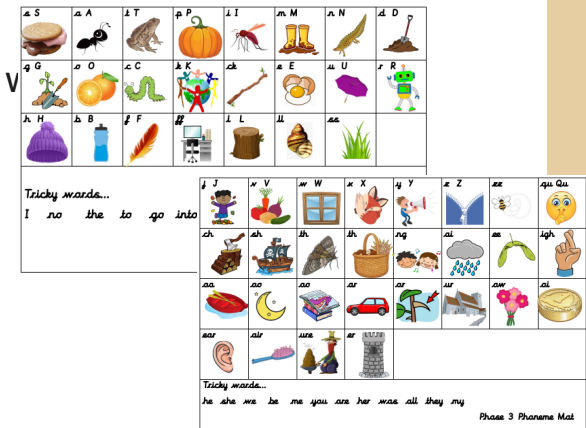 s S a A t T p P i I m M n N d D
g G o O c C k K ck e E u U r R
h H b B f F ff l L ll ss
Tricky words...
I no the to go into
j J v V w W x X y Y z Z zz qu Qu
ch sh th th ng ai ee igh
oa oo oo ar or ur ow oi
ear air ure er
Tricky words...
he she we be me you are her was all they my
Phase 3 Phoneme Mat